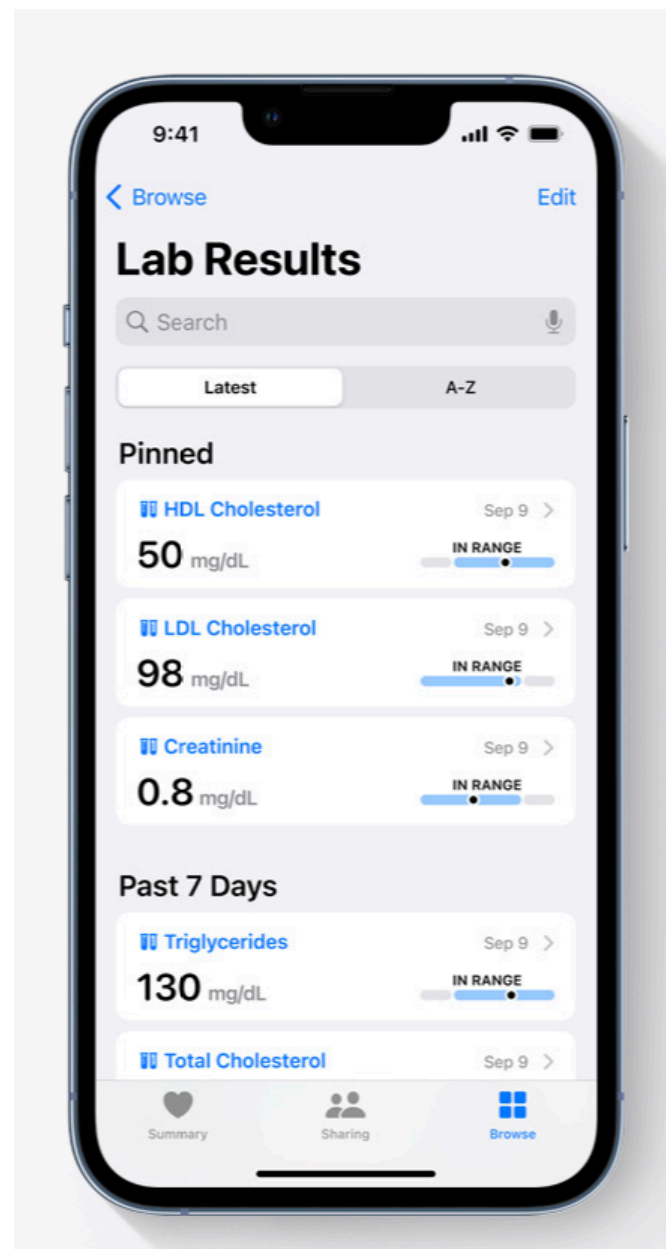 9:41
Browse
Edit
Lab Results
Search
Latest
A-Z
Pinned
HDL Cholesterol
Sep 9
50 mg/dL
IN RANGE
LDL Cholesterol
Sep 9
98 mg/dL
IN RANGE
Creatinine
Sep 9
0.8 mg/dL
IN RANGE
Past 7 Days
Triglycerides
Sep 9
130 mg/dL
IN RANGE
Total Cholesterol
Sep 9
Summary
Sharing
Browse